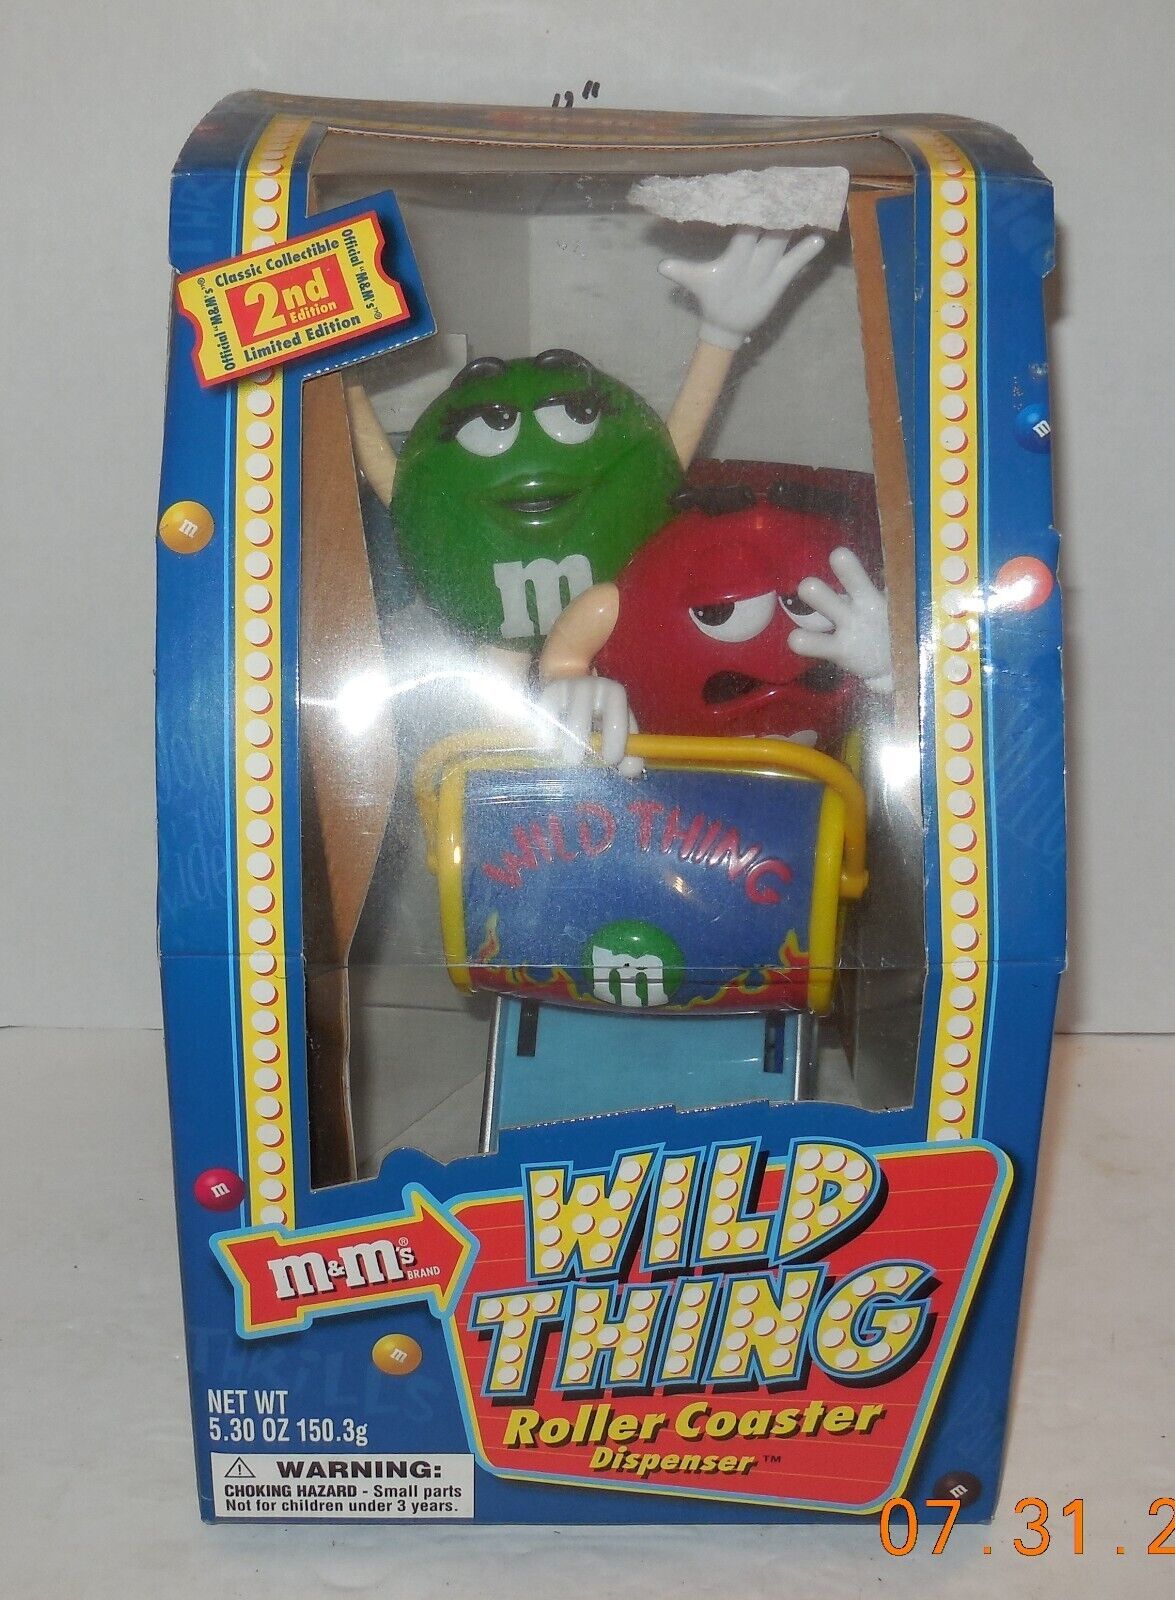 12"
Classic Collectible
Official "M&M's"®
2nd
Edition
Official "M&M's"®
Limited Edition
m
m
m
m
WILD THING
m
m
m&m's®
BRAND
WILD
THING
Roller Coaster
Dispenser™
m
NET WT
5.30 OZ 150.3g
WARNING:
CHOKING HAZARD - Small parts
Not for children under 3 years.
m
07.31.2